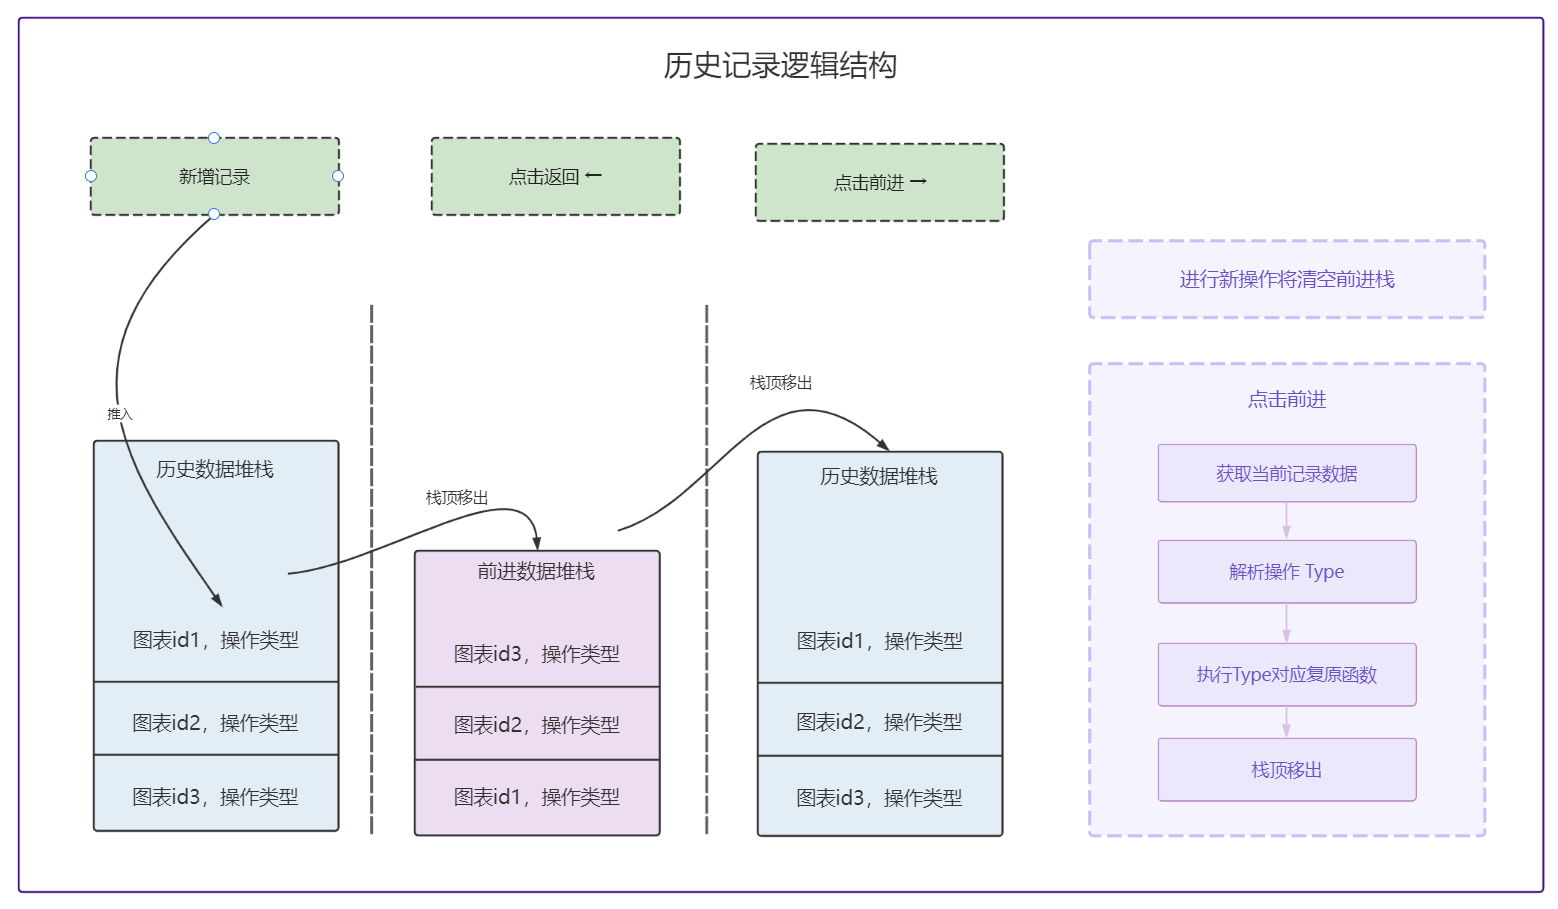 历史记录逻辑结构
新增记录
点击返回 ←
点击前进 →
进行新操作将清空前进栈
推入
栈顶移出
栈顶移出
历史数据堆栈
图表id1，操作类型
图表id2，操作类型
图表id3，操作类型
前进数据堆栈
图表id3，操作类型
图表id2，操作类型
图表id1，操作类型
历史数据堆栈
图表id1，操作类型
图表id2，操作类型
图表id3，操作类型
点击前进
获取当前记录数据
解析操作 Type
执行Type对应复原函数
栈顶移出